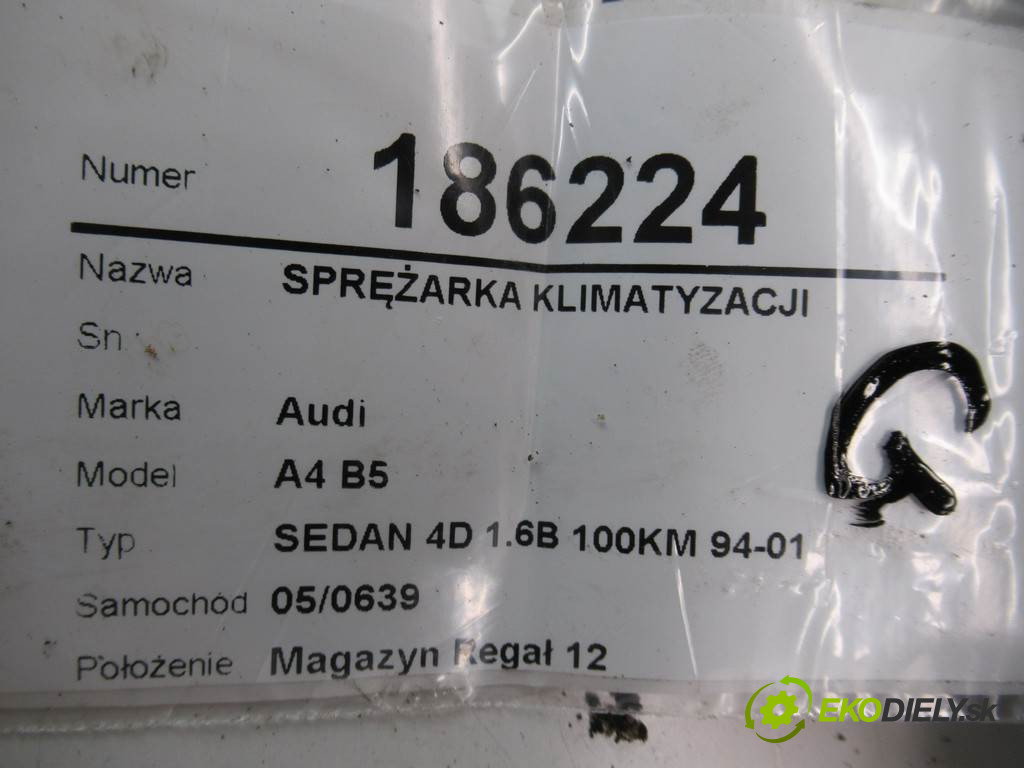 Numer 186224
Nazwa SPRĘŻARKA KLIMATYZACJI
Sn
Marka Audi
Model A4 B5
Typ SEDAN 4D 1.6B 100KM 94-01
Samochód 05/0639
Położenie Magazyn Regał 12
G
EKODIELY.sk